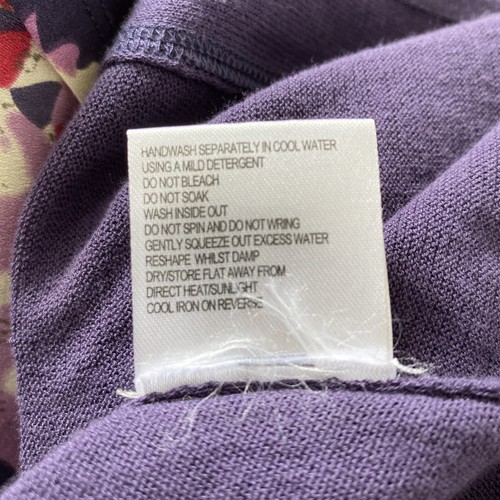 HANDWASH SEPARATELY IN COOL WATER
USING A MILD DETERGENT
DO NOT BLEACH
DO NOT SOAK
WASH INSIDE OUT
DO NOT SPIN AND DO NOT WRING
GENTLY SQUEEZE OUT EXCESS WATER
RESHAPE WHILST DAMP
DRY/STORE FLAT AWAY FROM
DIRECT HEAT/SUNLIGHT
COOL IRON ON REVERSE